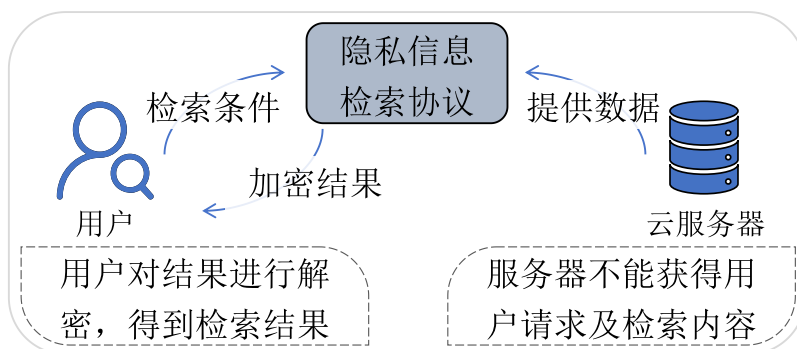 隐私信息
检索协议
检索条件
提供数据
加密结果
用户
云服务器
用户对结果进行解
密，得到检索结果
服务器不能获得用
户请求及检索内容